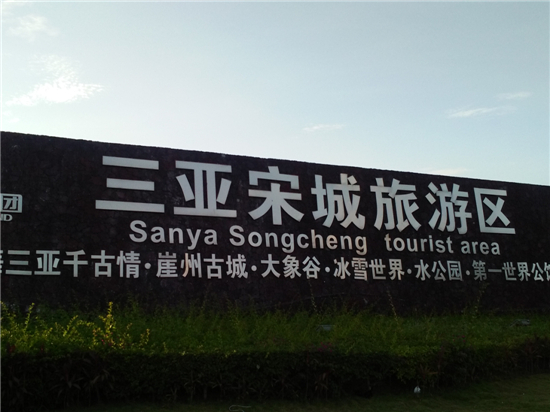 三亚宋城旅游区
团
Sanya Songcheng tourist area
三亚千古情·崖州古城·大象谷·冰雪世界·水公园·第一世界公馆